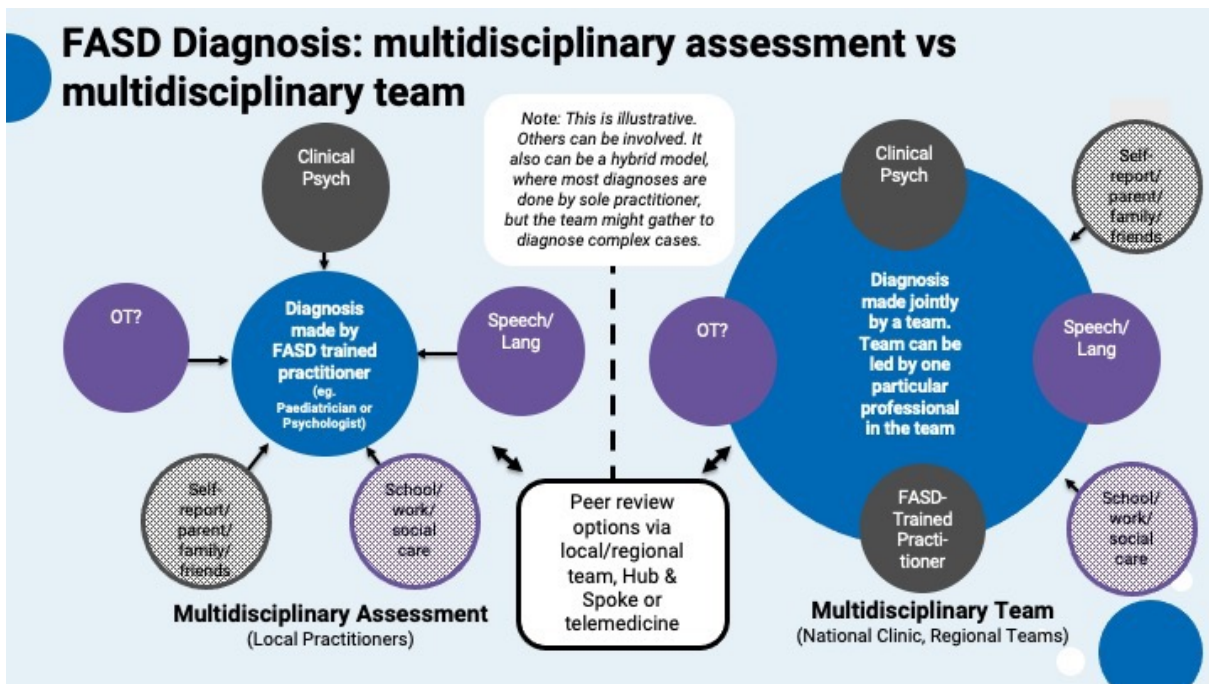 FASD Diagnosis: multidisciplinary assessment vs
multidisciplinary team
Note: This is illustrative.
Others can be involved. It
also can be a hybrid model,
where most diagnoses are
done by sole practitioner,
but the team might gather to
diagnose complex cases.
Clinical
Psych
OT?
Diagnosis
made by
FASD trained
practitioner
(eg.
Paediatrician or
Psychologist)
Speech/
Lang
Self-
report/
parent/
family/
friends
School/
work/
social
care
Multidisciplinary Assessment
(Local Practitioners)
Peer review
options via
local/regional
team, Hub &
Spoke or
telemedicine
Clinical
Psych
Self-
report/
parent/
family/
friends
OT?
Diagnosis
made jointly
by a team.
Team can be
led by one
particular
professional
in the team
Speech/
Lang
FASD-
Trained
Practi-
tioner
School/
work/
social
care
Multidisciplinary Team
(National Clinic, Regional Teams)